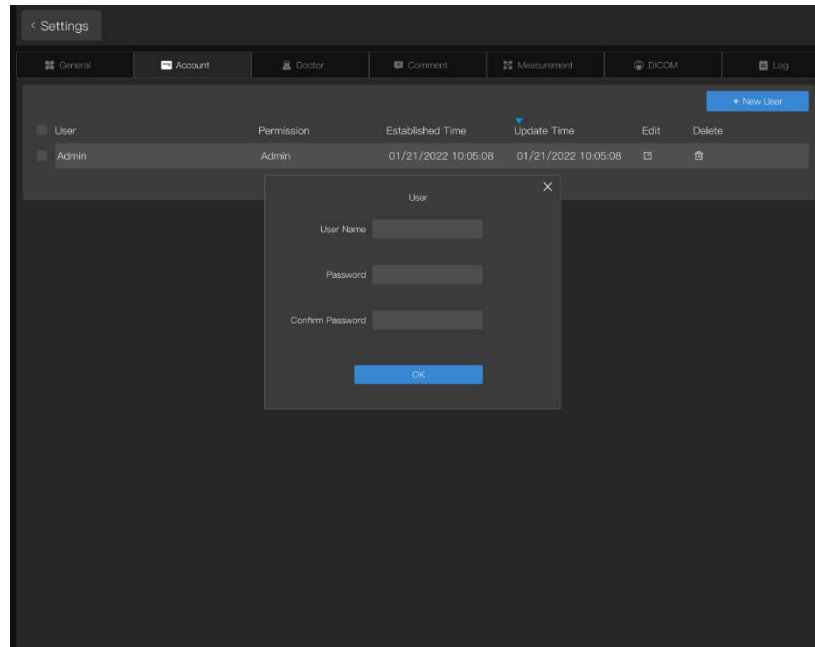 < Settings
General Account Doctor Comment Measurement DICOM Log
+ New User
User Permission Established Time Update Time Edit Delete
Admin Admin 01/21/2022 10:05:08 01/21/2022 10:05:08
User
User Name
Password
Confirm Password
OK